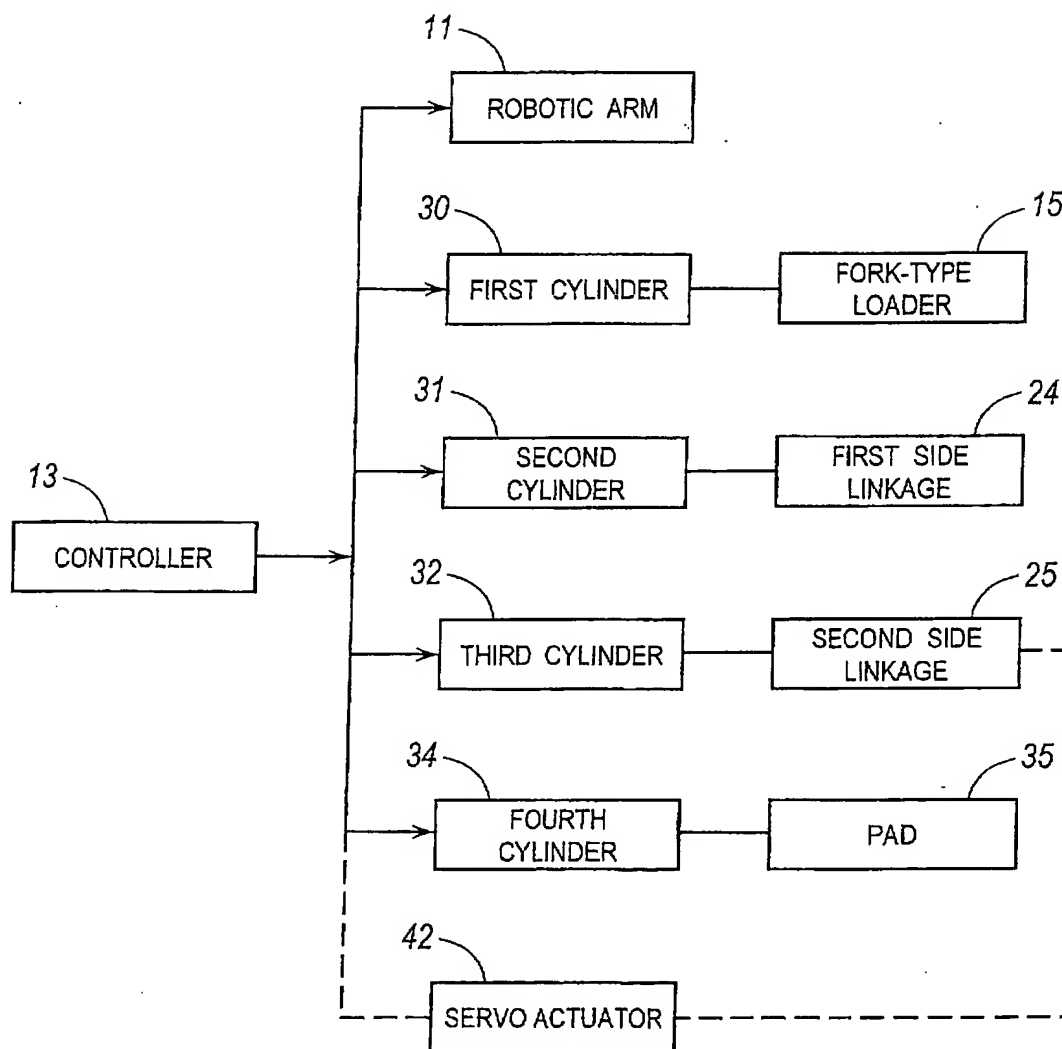 11
ROBOTIC ARM
30
15
FIRST CYLINDER
FORK-TYPE
LOADER
31
24
SECOND
CYLINDER
FIRST SIDE
LINKAGE
13
CONTROLLER
32
25
THIRD CYLINDER
SECOND SIDE
LINKAGE
34
35
FOURTH
CYLINDER
PAD
42
SERVO ACTUATOR